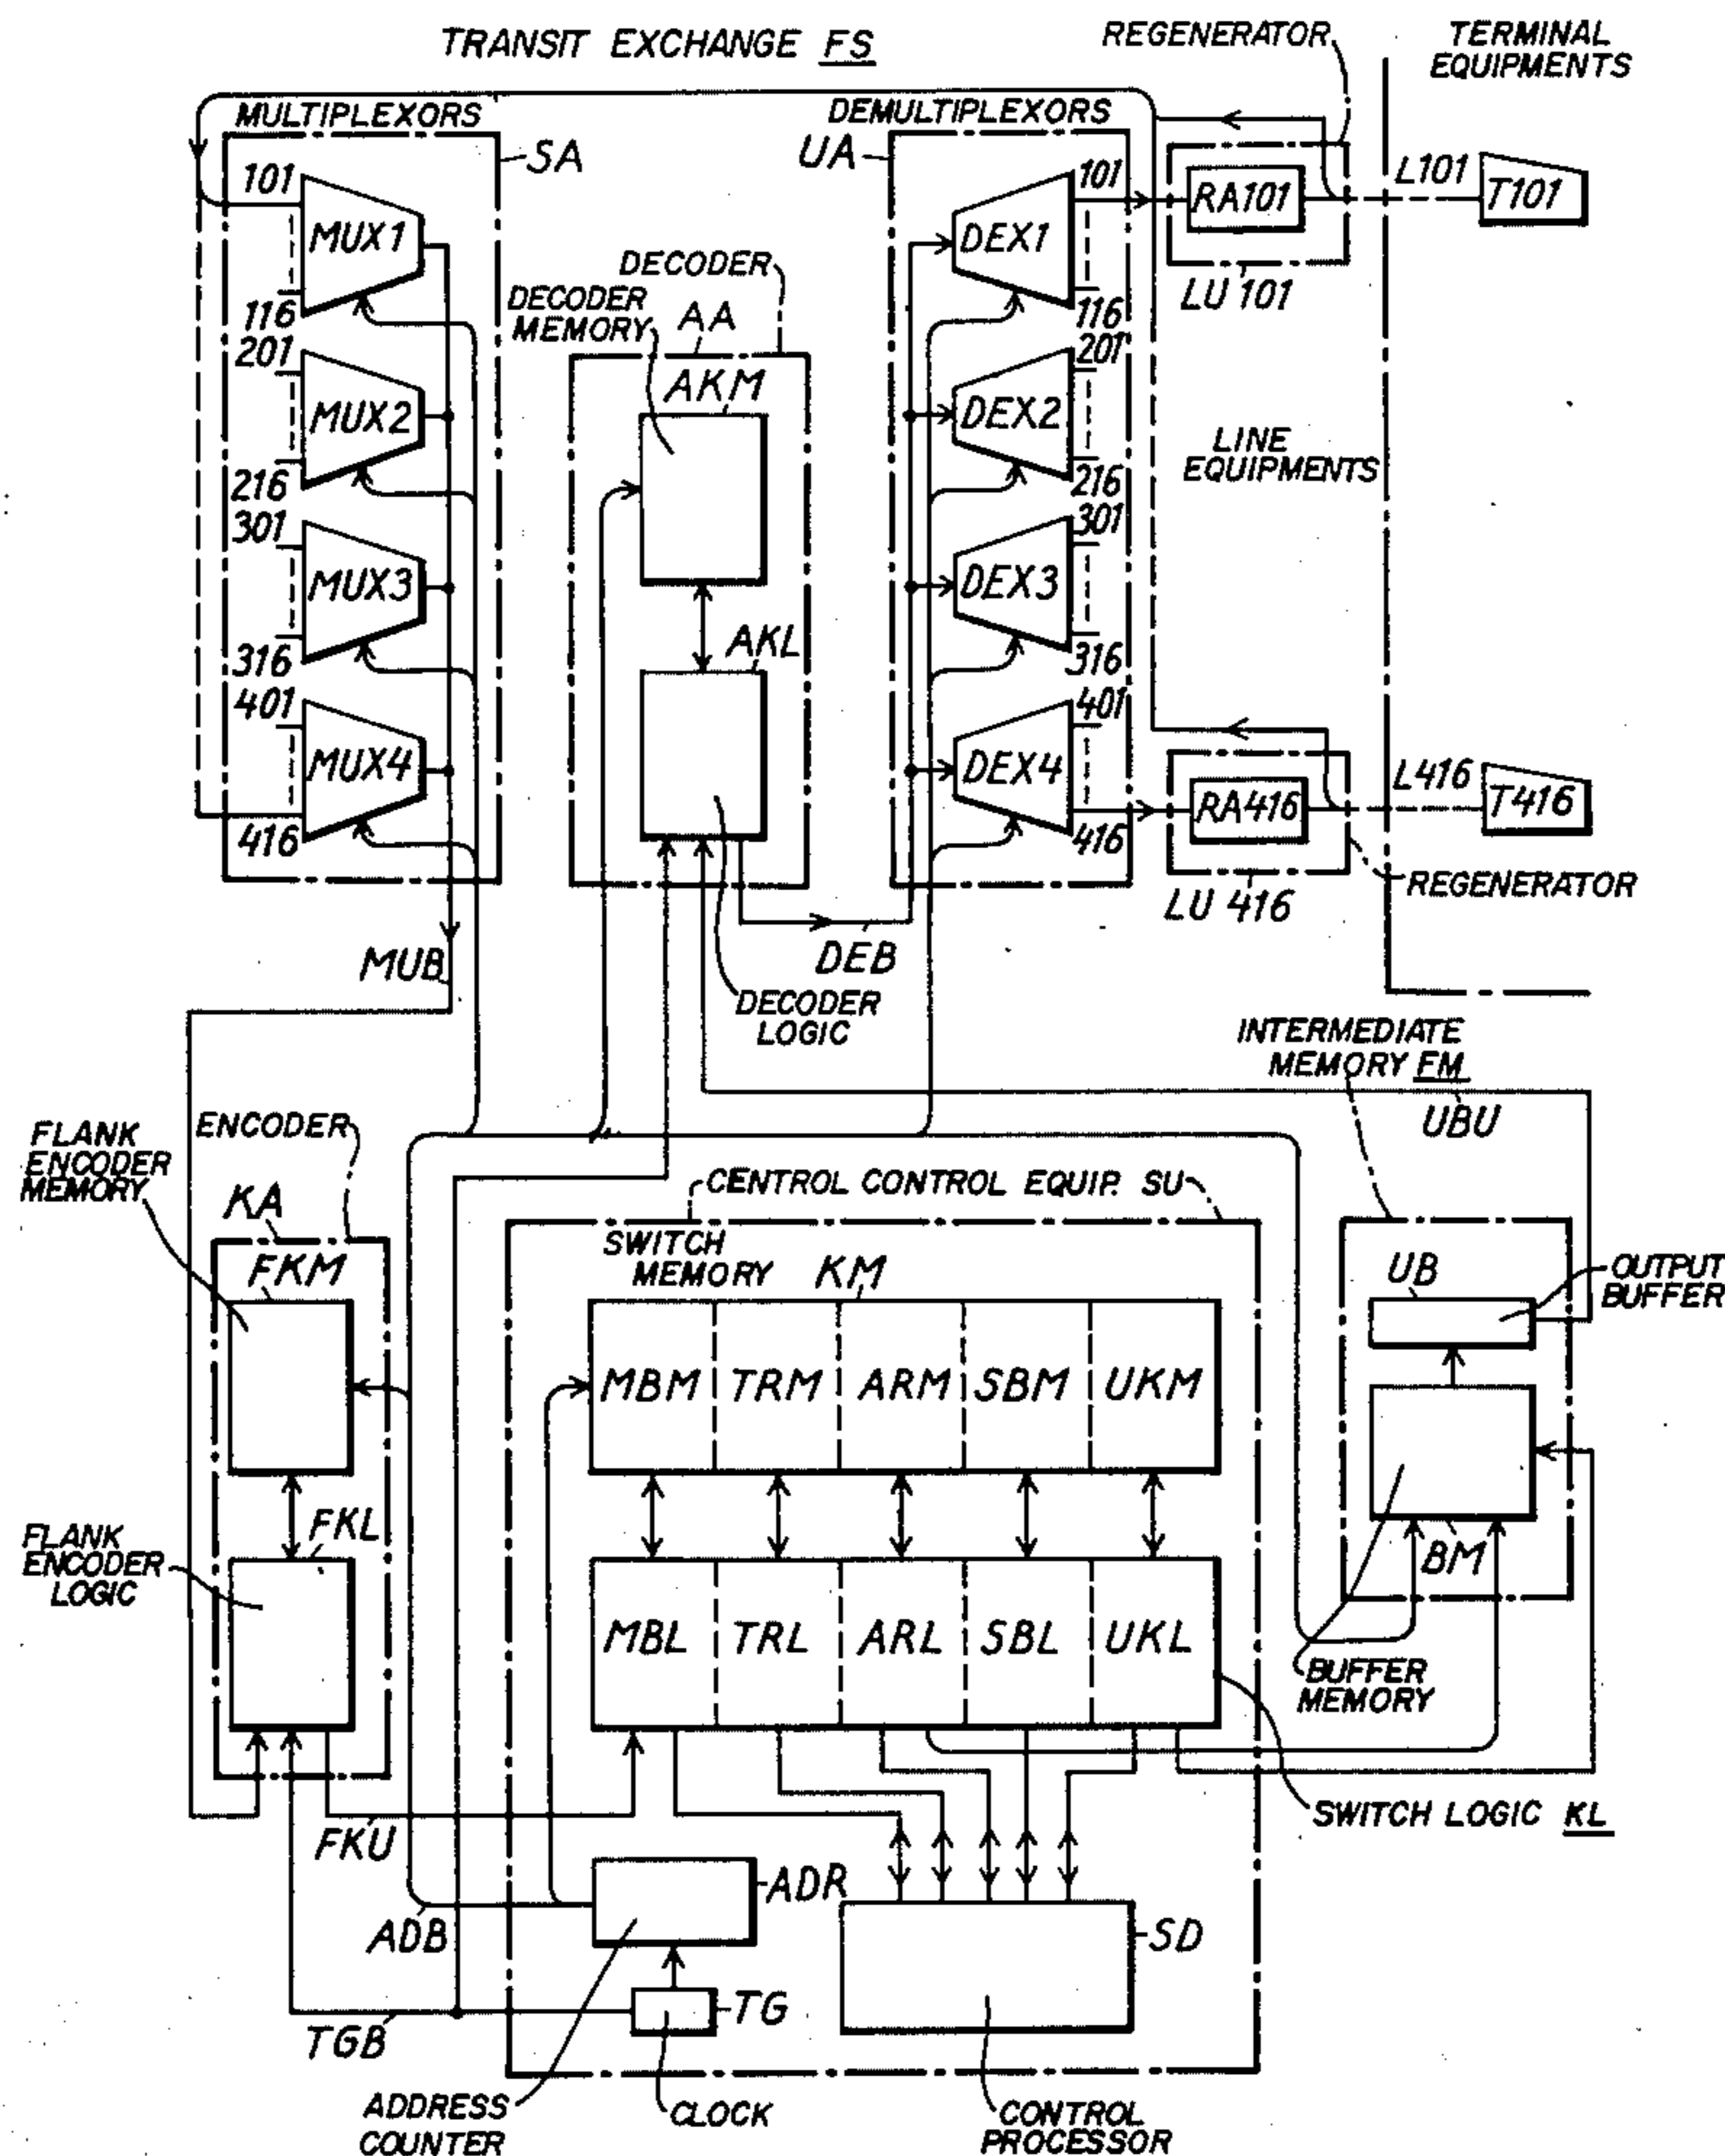 TRANSIT EXCHANGE FS
REGENERATOR
TERMINAL
EQUIPMENTS
MULTIPLEXORS
DEMULTIPLEXORS
SA
UA
101
MUX1
116
201
MUX2
216
301
MUX3
316
401
MUX4
416
DECODER
DECODER
MEMORY
AA
AKM
AKL
101
DEX1
116
201
DEX2
216
301
DEX3
316
401
DEX4
416
RA101
LU 101
L101
T101
LINE
EQUIPMENTS
RA416
LU 416
L416
T416
REGENERATOR
MUB
DEB
DECODER
LOGIC
INTERMEDIATE
MEMORY FM
UBU
FLANK
ENCODER
MEMORY
ENCODER
KA
FKM
FKL
FLANK
ENCODER
LOGIC
CENTROL CONTROL EQUIP. SU
SWITCH
MEMORY
KM
MBM
TRM
ARM
SBM
UKM
MBL
TRL
ARL
SBL
UKL
UB
OUTPUT
BUFFER
BM
BUFFER
MEMORY
SWITCH LOGIC KL
FKU
ADR
ADB
SD
TG
TGB
ADDRESS
COUNTER
CLOCK
CONTROL
PROCESSOR